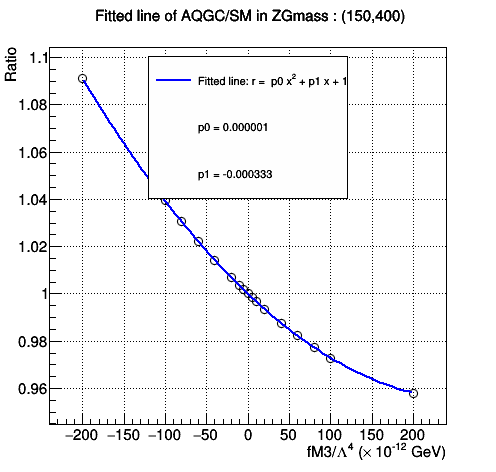 Fitted line of AQGC/SM in ZGmass : (150,400)
Ratio
1.1
1.08
1.06
1.04
1.02
1
0.98
0.96
Fitted line: r = p0 x² + p1 x + 1
p0 = 0.000001
p1 = -0.000333
−200 −150 −100 −50 0 50 100 150 200
fM3/Λ⁴ (× 10⁻¹² GeV)